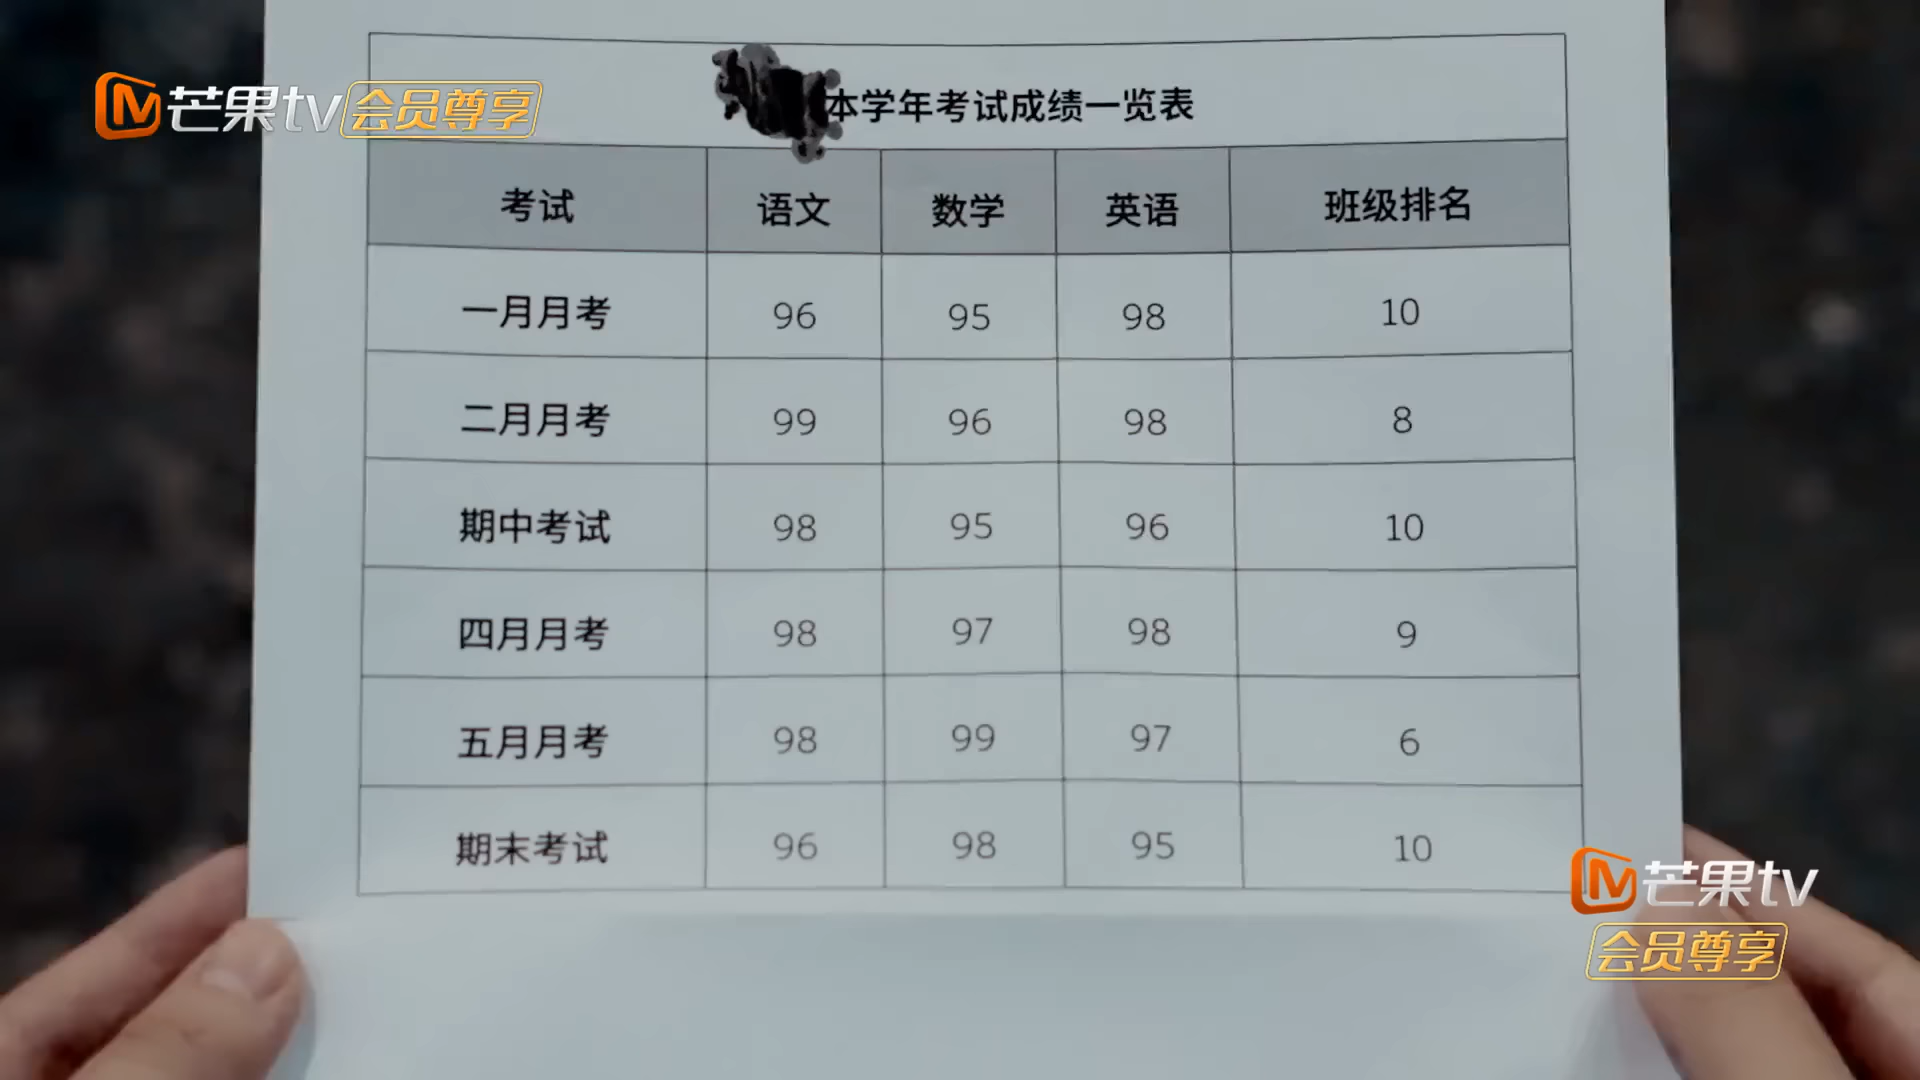 芒果tv会员尊享
本学年考试成绩一览表
考试 语文 数学 英语 班级排名
一月月考 96 95 98 10
二月月考 99 96 98 8
期中考试 98 95 96 10
四月月考 98 97 98 9
五月月考 98 99 97 6
期末考试 96 98 95 10
芒果tv
会员尊享